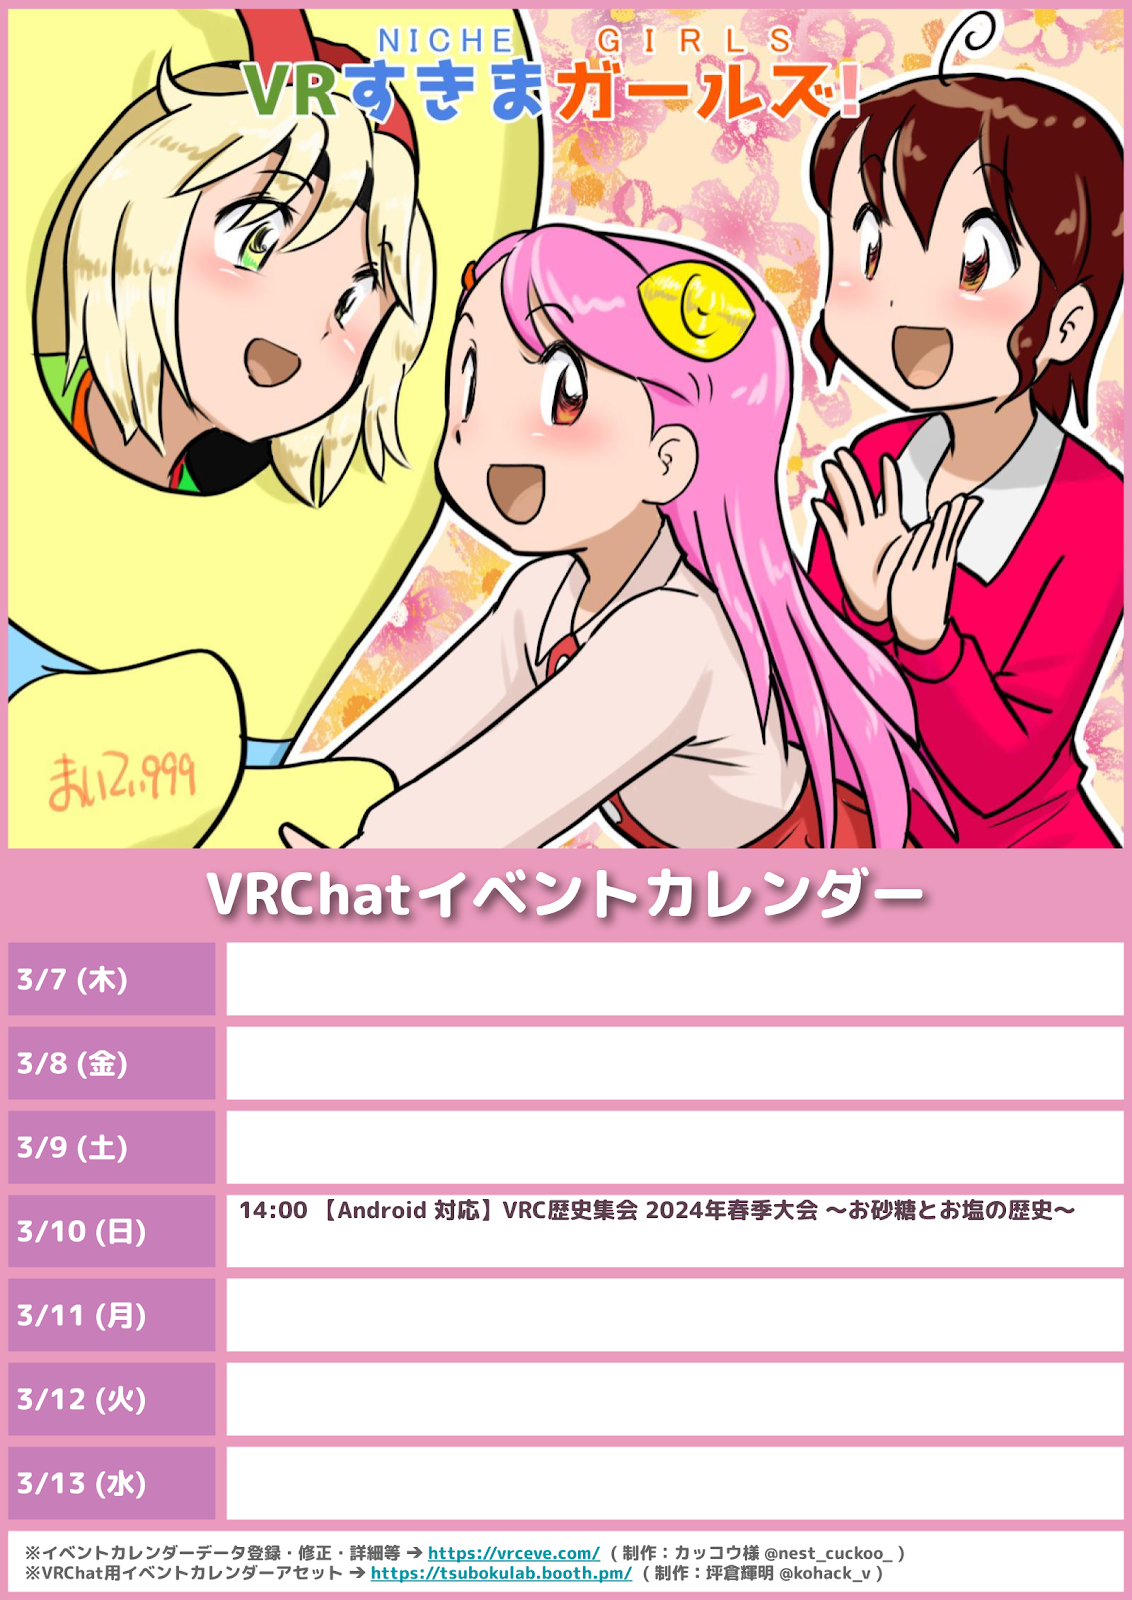 NICHE GIRLS
VRすきまガールズ!
まいてい999
VRChatイベントカレンダー
3/7 (木)
3/8 (金)
3/9 (土)
3/10 (日)
14:00 【Android 対応】VRC歴史集会 2024年春季大会 〜お砂糖とお塩の歴史〜
3/11 (月)
3/12 (火)
3/13 (水)
※イベントカレンダーデータ登録・修正・詳細等 ➔ https://vrceve.com/ ( 制作：カッコウ様 @nest_cuckoo_ )
※VRChat用イベントカレンダーアセット ➔ https://tsubokulab.booth.pm/ ( 制作：坪倉輝明 @kohack_v )